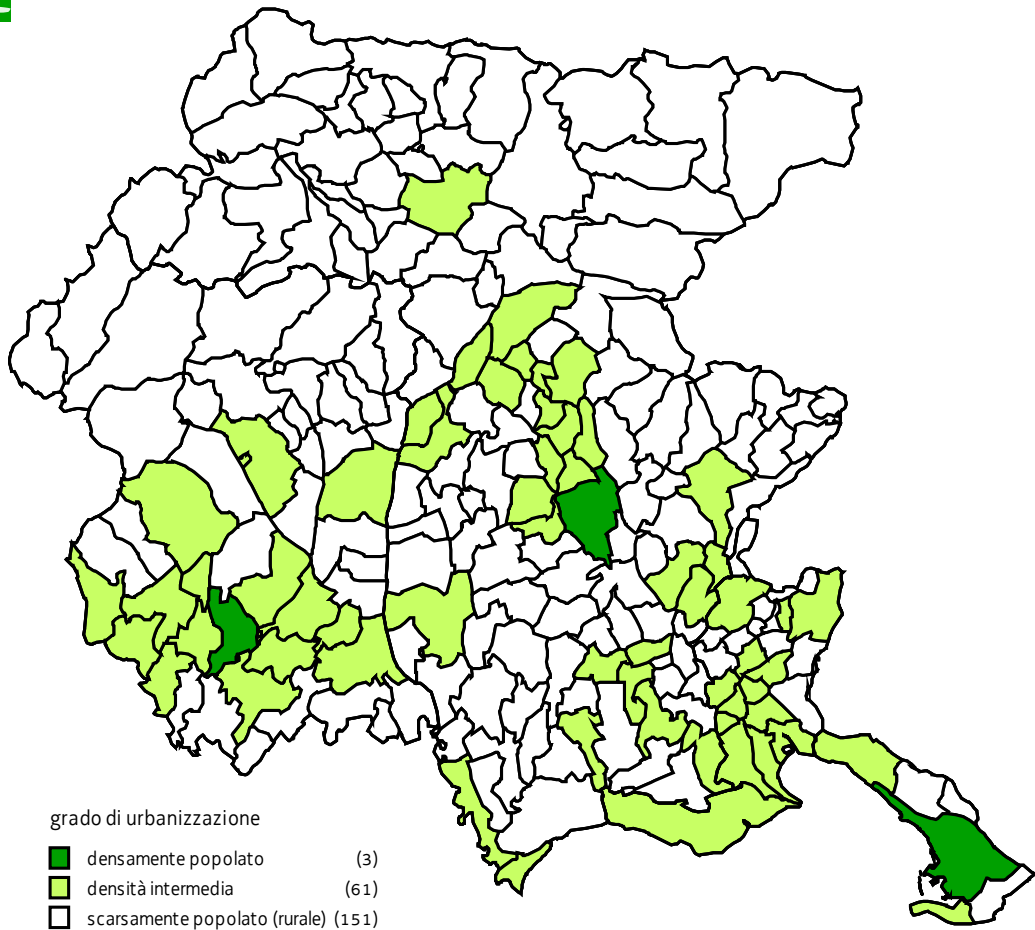 grado di urbanizzazione
densamente popolato (3)
densità intermedia (61)
scarsamente popolato (rurale) (151)